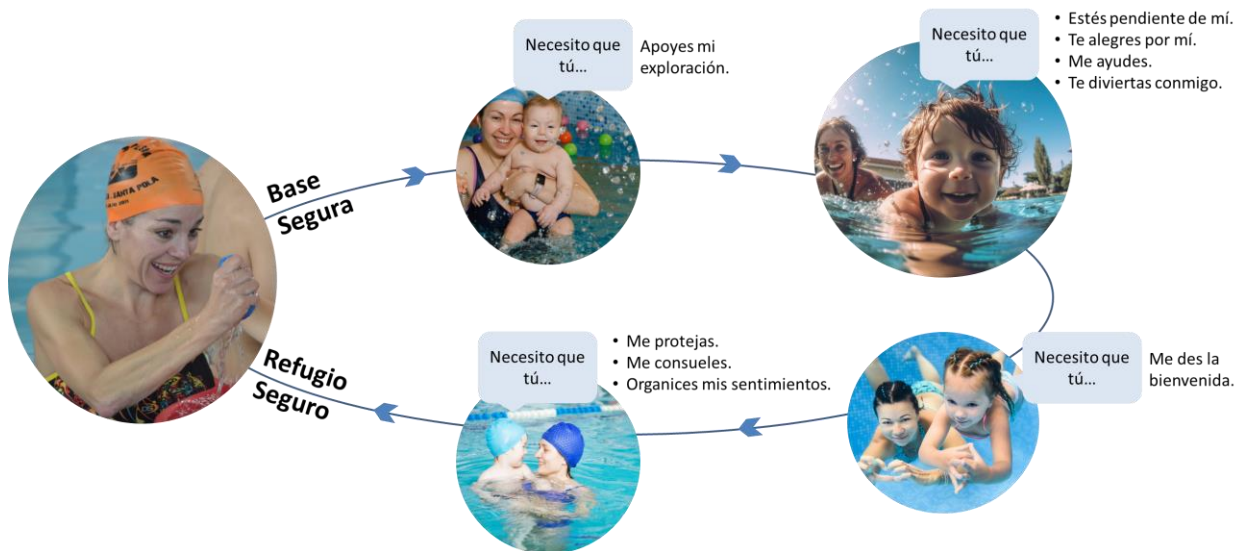 Necesito que
tú...
Apoyes mi
exploración.
Necesito que
tú...
• Estés pendiente de mí.
• Te alegres por mí.
• Me ayudes.
• Te diviertas conmigo.
Base
Segura
SANTA POLA
Refugio
Seguro
Necesito que
tú...
• Me protejas.
• Me consueles.
• Organices mis sentimientos.
Necesito que
tú...
Me des la
bienvenida.